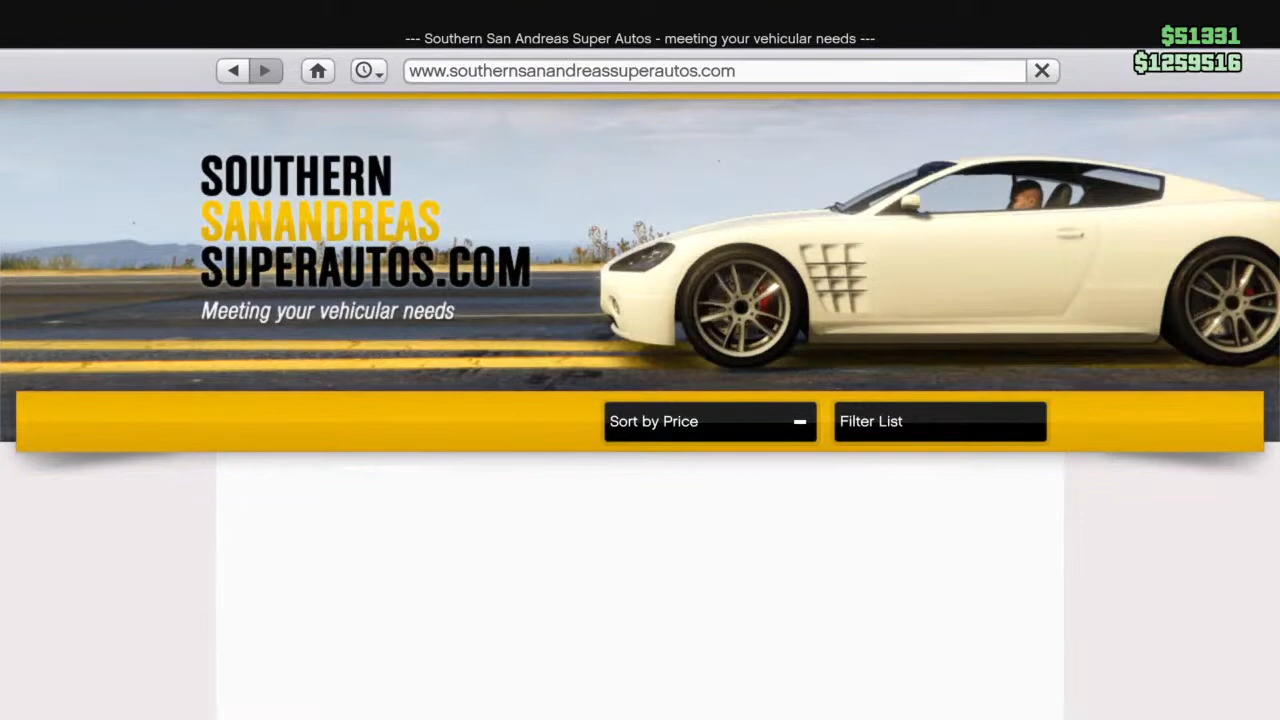 --- Southern San Andreas Super Autos - meeting your vehicular needs ---
$51331
$1259516
www.southernsanandreassuperautos.com
SOUTHERN
SANANDREAS
SUPERAUTOS.COM
Meeting your vehicular needs
Sort by Price
Filter List